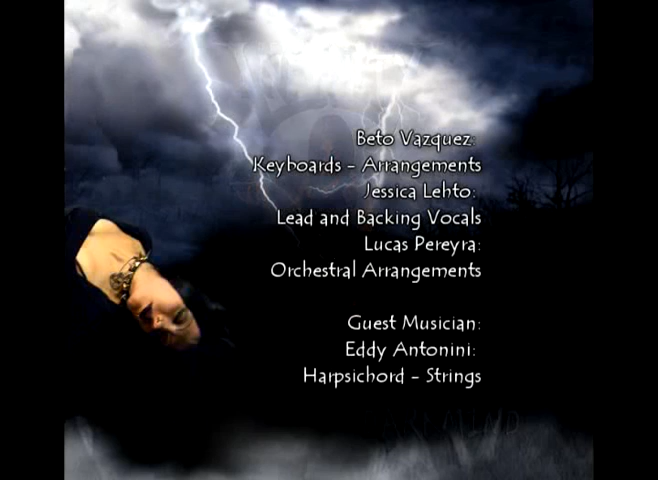 Beto Vazquez:
Keyboards - Arrangements
Jessica Lehto:
Lead and Backing Vocals
Lucas Pereyra:
Orchestral Arrangements
Guest Musician:
Eddy Antonini:
Harpsichord - Strings